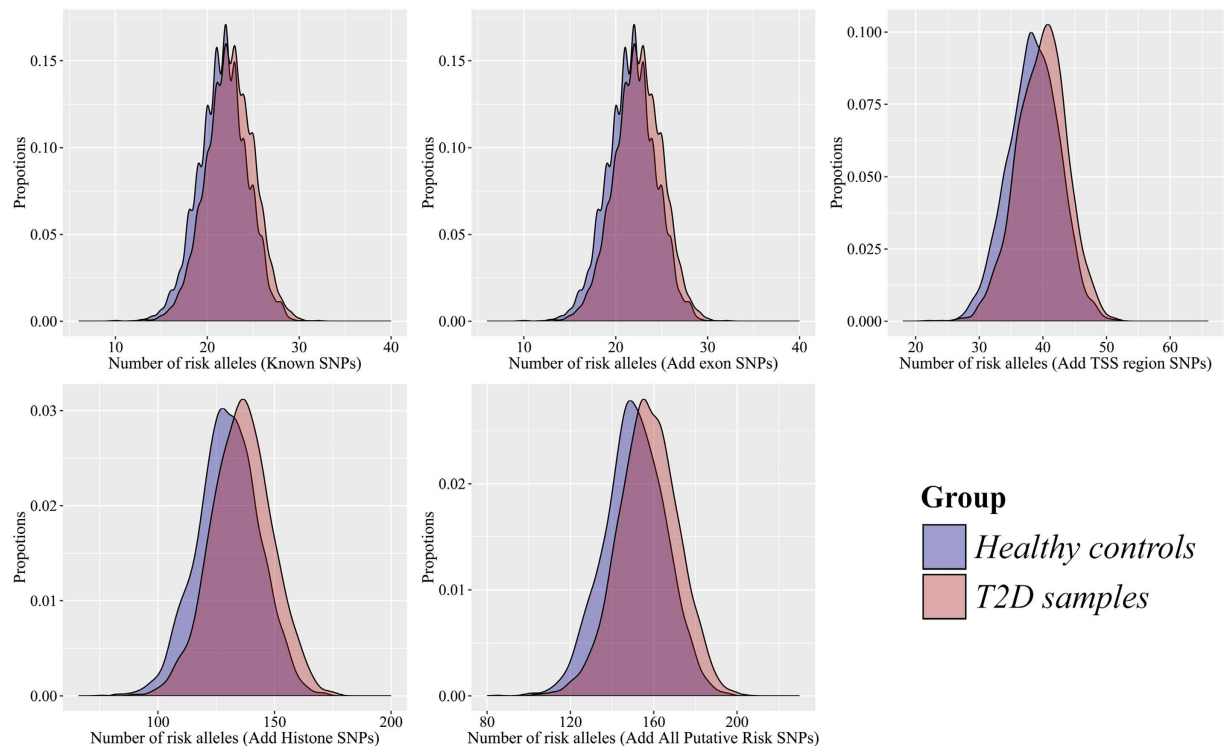 0.15
0.10
0.05
0.00
Propotions
10 20 30 40
Number of risk alleles (Known SNPs)
0.15
0.10
0.05
0.00
Propotions
10 20 30 40
Number of risk alleles (Add exon SNPs)
0.100
0.075
0.050
0.025
0.000
Propotions
20 30 40 50 60
Number of risk alleles (Add TSS region SNPs)
0.03
0.02
0.01
0.00
Propotions
100 150 200
Number of risk alleles (Add Histone SNPs)
0.02
0.01
0.00
Propotions
80 120 160 200
Number of risk alleles (Add All Putative Risk SNPs)
Group
Healthy controls
T2D samples